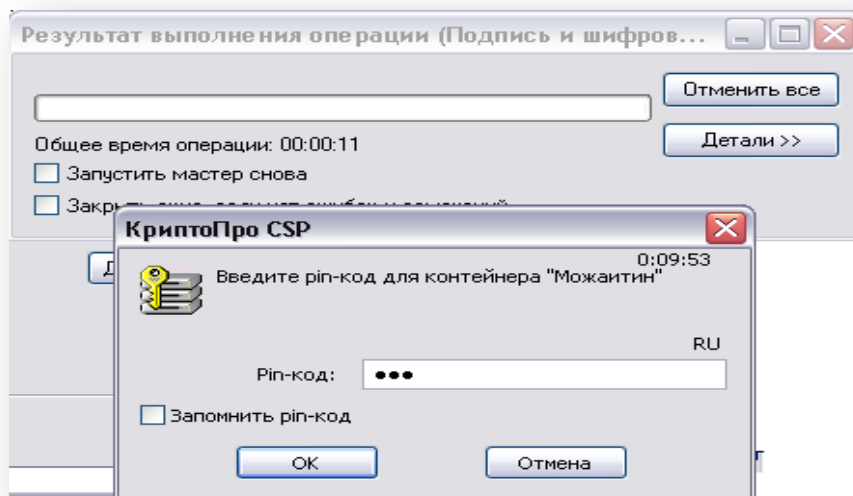 Результат выполнения операции (Подпись и шифров...
Отменить все
Общее время операции: 00:00:11
Детали >>
Запустить мастер снова
КриптоПро CSP
0:09:53
Введите pin-код для контейнера "Можаитин"
RU
Pin-код: •••
Запомнить pin-код
ОК
Отмена